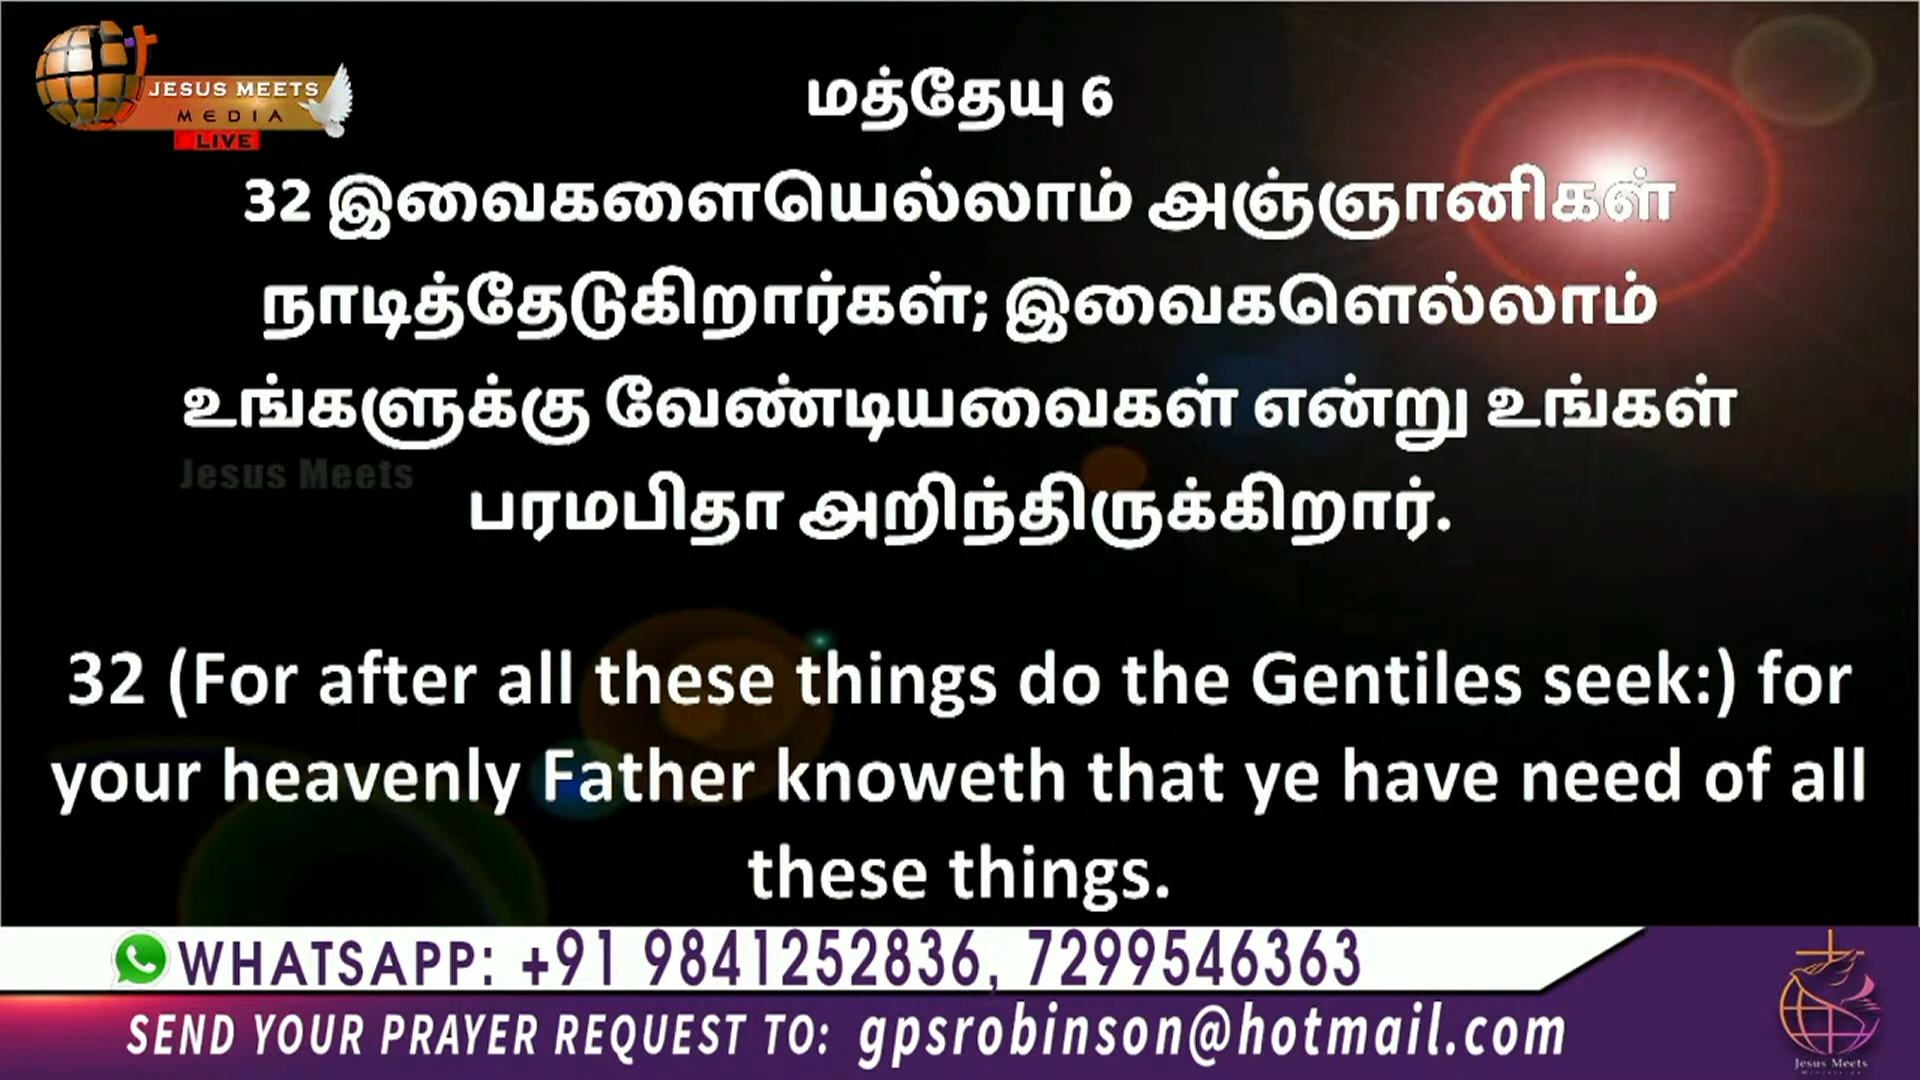 JESUS MEETS
MEDIA
LIVE
மத்தேயு 6
32 இவைகளையெல்லாம் அஞ்ஞானிகள்
நாடித்தேடுகிறார்கள்; இவைகளெல்லாம்
உங்களுக்கு வேண்டியவைகள் என்று உங்கள்
Jesus Meets
பரமபிதா அறிந்திருக்கிறார்.
32 (For after all these things do the Gentiles seek:) for
your heavenly Father knoweth that ye have need of all
these things.
WHATSAPP: +91 9841252836, 7299546363
SEND YOUR PRAYER REQUEST TO: gpsrobinson@hotmail.com
Jesus Meets